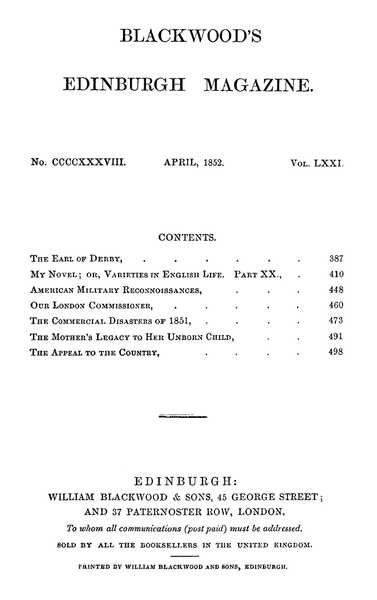 BLACKWOOD'S
EDINBURGH MAGAZINE.
No. CCCCXXXVIII. APRIL, 1852. VOL. LXXI.
CONTENTS.
THE EARL OF DERBY, . . . . . . 387
MY NOVEL; OR, VARIETIES IN ENGLISH LIFE. PART XX., . 410
AMERICAN MILITARY RECONNOISSANCES, . . . 448
OUR LONDON COMMISSIONER, . . . . . 460
THE COMMERCIAL DISASTERS OF 1851, . . . . 473
THE MOTHER'S LEGACY TO HER UNBORN CHILD, . . 491
THE APPEAL TO THE COUNTRY, . . . . 498
EDINBURGH:
WILLIAM BLACKWOOD & SONS, 45 GEORGE STREET;
AND 37 PATERNOSTER ROW, LONDON.
To whom all communications (post paid) must be addressed.
SOLD BY ALL THE BOOKSELLERS IN THE UNITED KINGDOM.
PRINTED BY WILLIAM BLACKWOOD AND SONS, EDINBURGH.